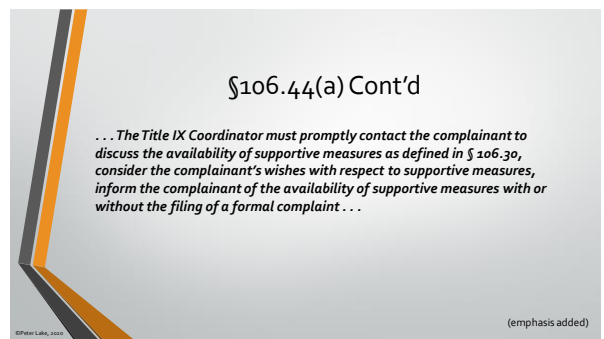 §106.44(a) Cont’d
. . . The Title IX Coordinator must promptly contact the complainant to
discuss the availability of supportive measures as defined in § 106.30,
consider the complainant’s wishes with respect to supportive measures,
inform the complainant of the availability of supportive measures with or
without the filing of a formal complaint . . .
(emphasis added)
©Peter Lake, 2020